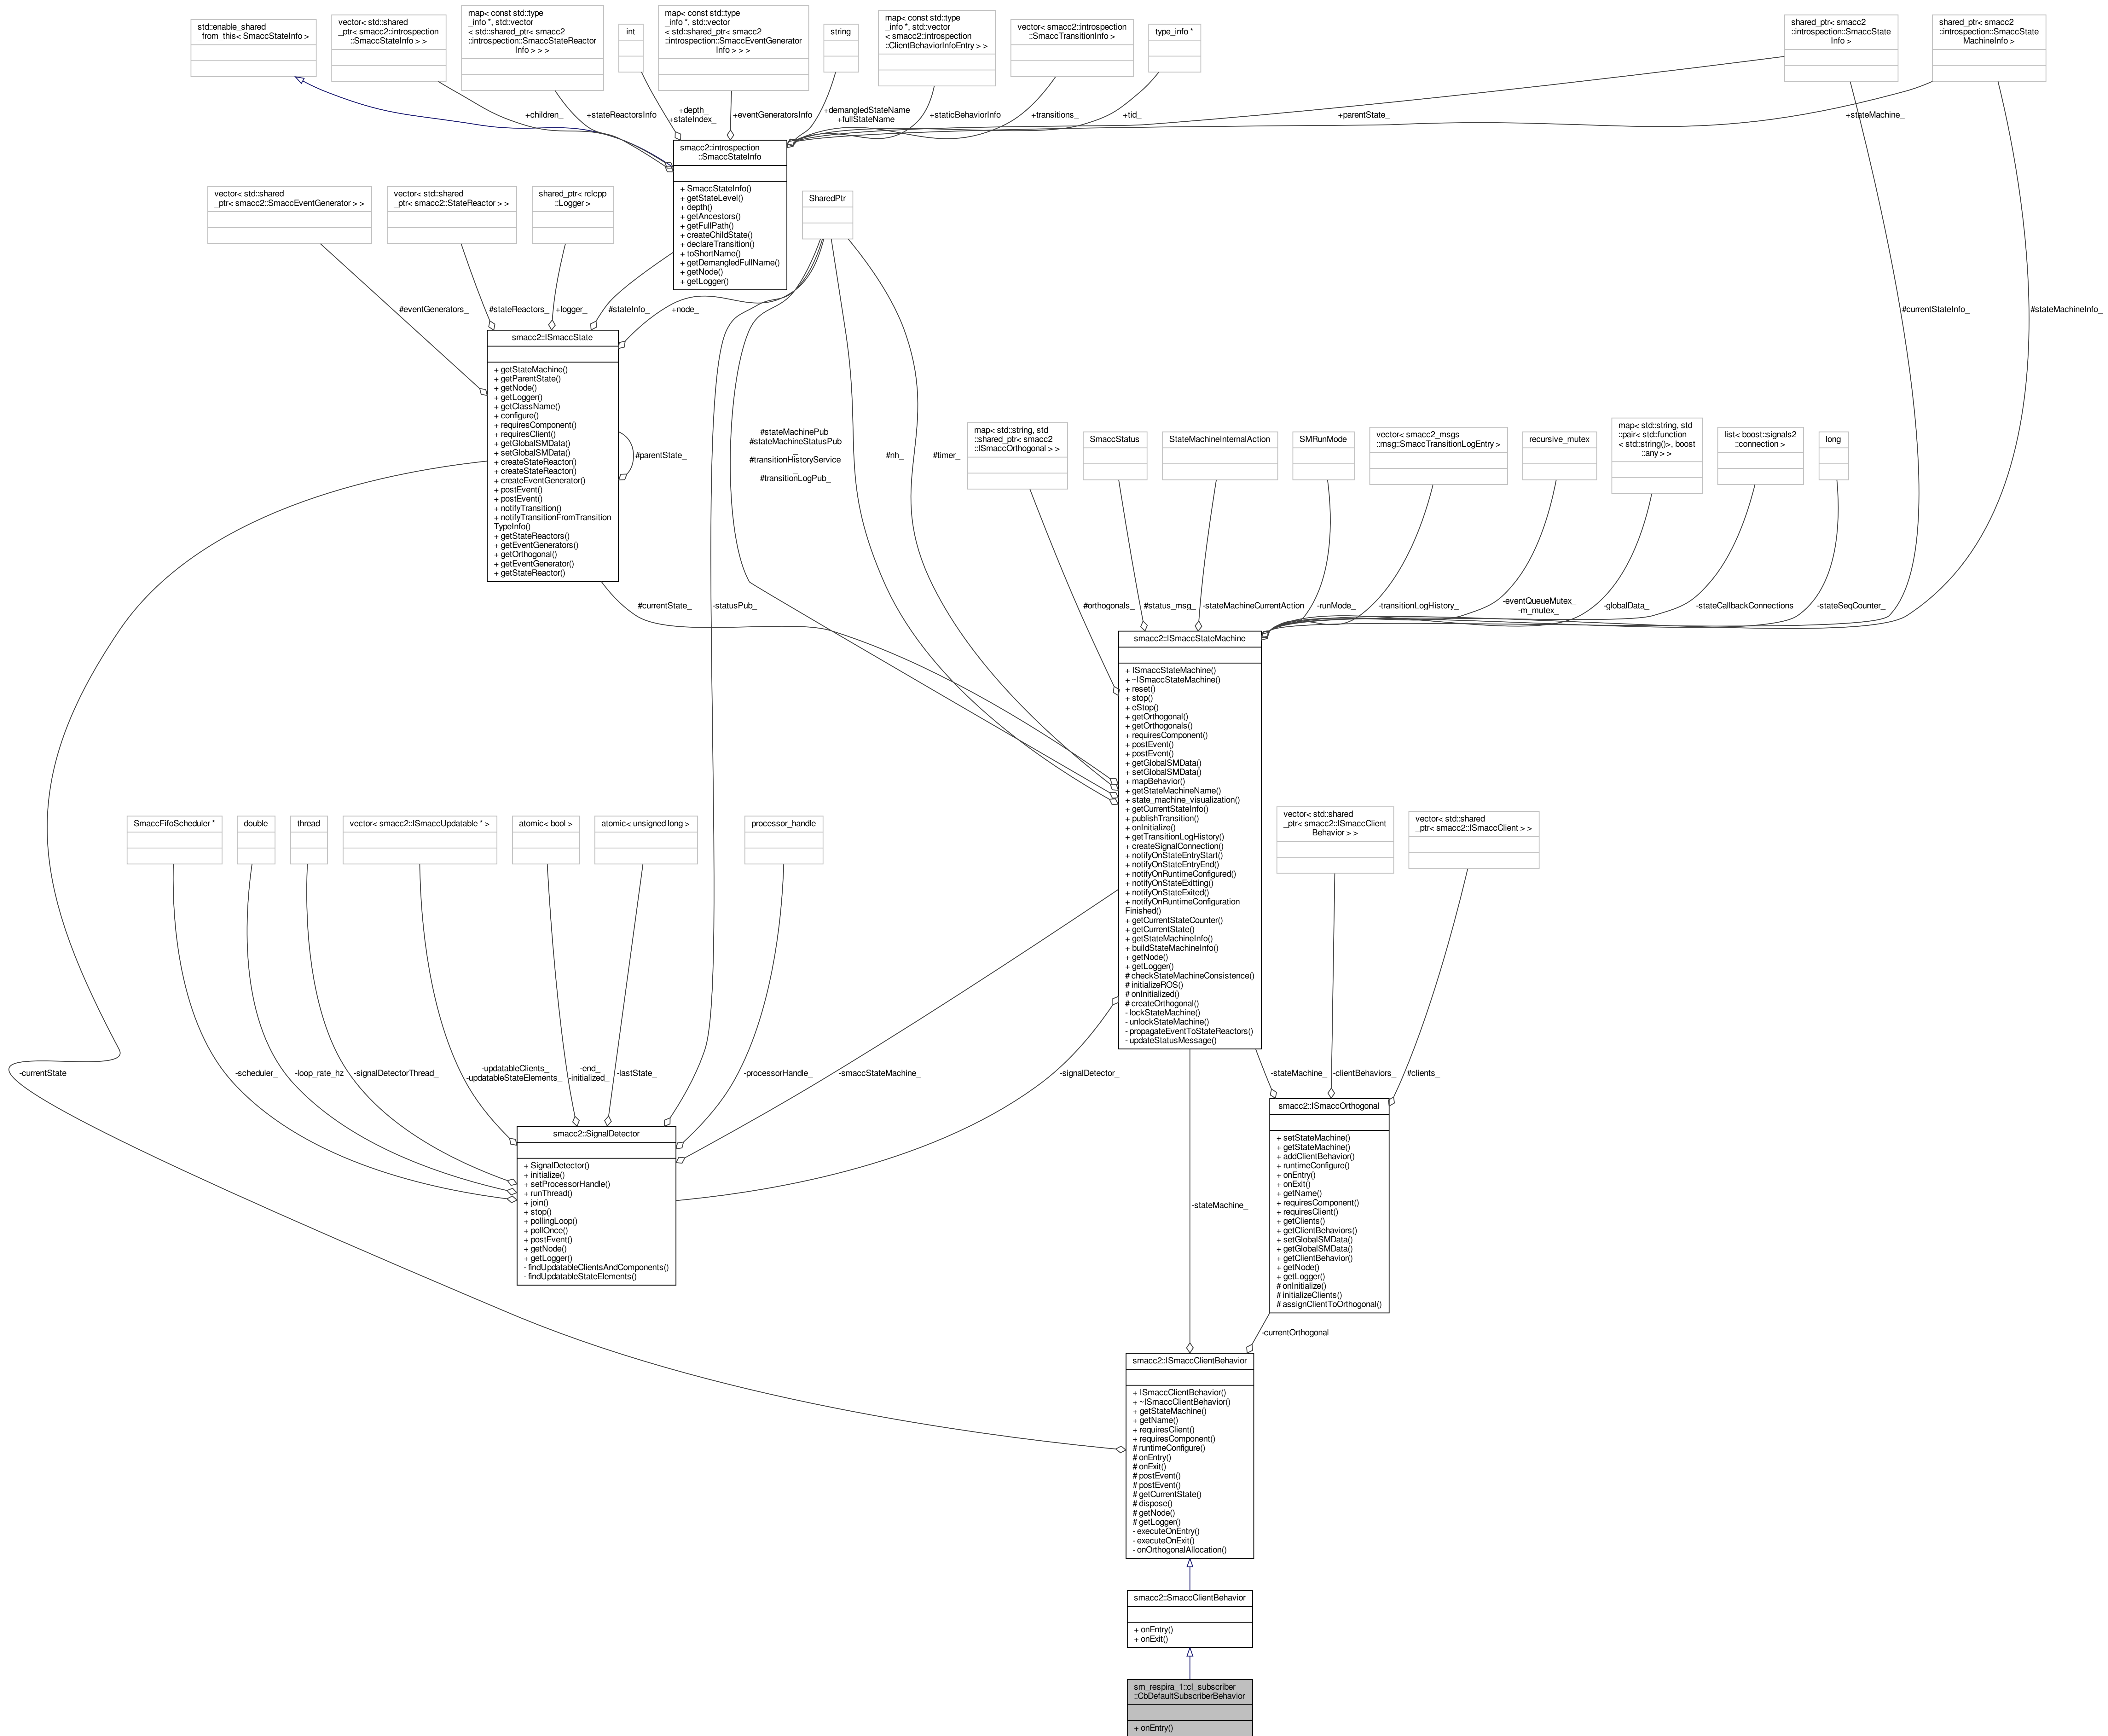 std::enable_shared
_from_this< SmaccStateInfo >
vector< std::shared
_ptr< smacc2::introspection
::SmaccStateInfo > >
map< const std::type
_info *, std::vector
< std::shared_ptr< smacc2
::introspection::SmaccStateReactor
Info > > >
int
map< const std::type
_info *, std::vector
< std::shared_ptr< smacc2
::introspection::SmaccEventGenerator
Info > > >
string
map< const std::type
_info *, std::vector
< smacc2::introspection
::ClientBehaviorInfoEntry > >
vector< smacc2::introspection
::SmaccTransitionInfo >
type_info *
shared_ptr< smacc2
::introspection::SmaccState
Info >
shared_ptr< smacc2
::introspection::SmaccState
MachineInfo >
+children_
+stateReactorsInfo
+depth_
+stateIndex_
+eventGeneratorsInfo
+demangledStateName
+fullStateName
+staticBehaviorInfo
+transitions_
+tid_
+parentState_
+stateMachine_
smacc2::introspection
::SmaccStateInfo
+ SmaccStateInfo()
+ getStateLevel()
+ depth()
+ getAncestors()
+ getFullPath()
+ createChildState()
+ declareTransition()
+ toShortName()
+ getDemangledFullName()
+ getNode()
+ getLogger()
vector< std::shared
_ptr< smacc2::SmaccEventGenerator > >
vector< std::shared
_ptr< smacc2::StateReactor > >
shared_ptr< rclcpp
::Logger >
SharedPtr
#eventGenerators_
#stateReactors_
+logger_
#stateInfo_
+node_
#currentStateInfo_
#stateMachineInfo_
smacc2::ISmaccState
+ getStateMachine()
+ getParentState()
+ getNode()
+ getLogger()
+ getClassName()
+ configure()
+ requiresComponent()
+ requiresClient()
+ getGlobalSMData()
+ setGlobalSMData()
+ createStateReactor()
+ createStateReactor()
+ createEventGenerator()
+ postEvent()
+ postEvent()
+ notifyTransition()
+ notifyTransitionFromTransition
TypeInfo()
+ getStateReactors()
+ getEventGenerators()
+ getOrthogonal()
+ getEventGenerator()
+ getStateReactor()
#parentState_
#stateMachinePub_
#stateMachineStatusPub
_
#transitionHistoryService
_
#transitionLogPub_
#nh_
#timer_
map< std::string, std
::shared_ptr< smacc2
::ISmaccOrthogonal > >
SmaccStatus
StateMachineInternalAction
SMRunMode
vector< smacc2_msgs
::msg::SmaccTransitionLogEntry >
recursive_mutex
map< std::string, std
::pair< std::function
< std::string()>, boost
::any > >
list< boost::signals2
::connection >
long
#currentState_
-statusPub_
#orthogonals_
#status_msg_
-stateMachineCurrentAction
-runMode_
-transitionLogHistory_
-eventQueueMutex_
-m_mutex_
-globalData_
-stateCallbackConnections
-stateSeqCounter_
smacc2::ISmaccStateMachine
+ ISmaccStateMachine()
+ ~ISmaccStateMachine()
+ reset()
+ stop()
+ eStop()
+ getOrthogonal()
+ getOrthogonals()
+ requiresComponent()
+ postEvent()
+ postEvent()
+ getGlobalSMData()
+ setGlobalSMData()
+ mapBehavior()
+ getStateMachineName()
+ state_machine_visualization()
+ getCurrentStateInfo()
+ publishTransition()
+ onInitialize()
+ getTransitionLogHistory()
+ createSignalConnection()
+ notifyOnStateEntryStart()
+ notifyOnStateEntryEnd()
+ notifyOnRuntimeConfigured()
+ notifyOnStateExitting()
+ notifyOnStateExited()
+ notifyOnRuntimeConfiguration
Finished()
+ getCurrentStateCounter()
+ getCurrentState()
+ getStateMachineInfo()
+ buildStateMachineInfo()
+ getNode()
+ getLogger()
# checkStateMachineConsistence()
# initializeROS()
# onInitialized()
# createOrthogonal()
- lockStateMachine()
- unlockStateMachine()
- propagateEventToStateReactors()
- updateStatusMessage()
SmaccFifoScheduler *
double
thread
vector< smacc2::ISmaccUpdatable * >
atomic< bool >
atomic< unsigned long >
processor_handle
vector< std::shared
_ptr< smacc2::ISmaccClient
Behavior > >
vector< std::shared
_ptr< smacc2::ISmaccClient > >
-currentState
-scheduler_
-loop_rate_hz
-signalDetectorThread_
-updatableClients_
-updatableStateElements_
-end_
-initialized_
-lastState_
-processorHandle_
-smaccStateMachine_
-signalDetector_
-stateMachine_
-clientBehaviors_
#clients_
smacc2::SignalDetector
+ SignalDetector()
+ initialize()
+ setProcessorHandle()
+ runThread()
+ join()
+ stop()
+ pollingLoop()
+ pollOnce()
+ postEvent()
+ getNode()
+ getLogger()
- findUpdatableClientsAndComponents()
- findUpdatableStateElements()
smacc2::ISmaccOrthogonal
+ setStateMachine()
+ getStateMachine()
+ addClientBehavior()
+ runtimeConfigure()
+ onEntry()
+ onExit()
+ getName()
+ requiresComponent()
+ requiresClient()
+ getClients()
+ getClientBehaviors()
+ setGlobalSMData()
+ getGlobalSMData()
+ getClientBehavior()
+ getNode()
+ getLogger()
# onInitialize()
# initializeClients()
# assignClientToOrthogonal()
-stateMachine_
-currentOrthogonal
smacc2::ISmaccClientBehavior
+ ISmaccClientBehavior()
+ ~ISmaccClientBehavior()
+ getStateMachine()
+ getName()
+ requiresClient()
+ requiresComponent()
# runtimeConfigure()
# onEntry()
# onExit()
# postEvent()
# postEvent()
# getCurrentState()
# dispose()
# getNode()
# getLogger()
- executeOnEntry()
- executeOnExit()
- onOrthogonalAllocation()
smacc2::SmaccClientBehavior
+ onEntry()
+ onExit()
sm_respira_1::cl_subscriber
::CbDefaultSubscriberBehavior
+ onEntry()